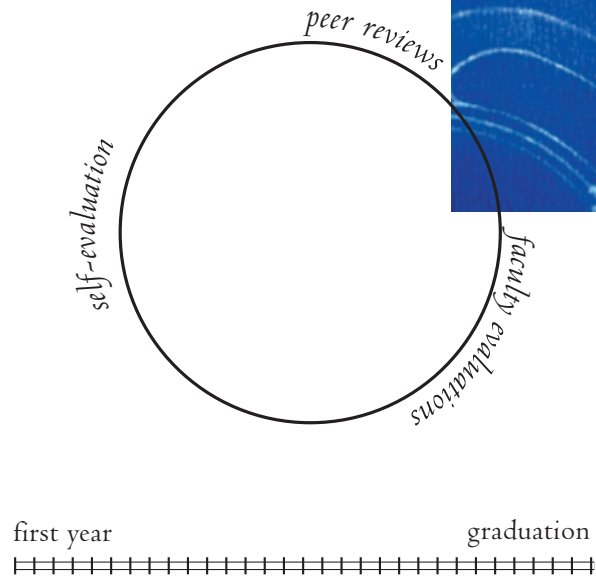 peer reviews
self-evaluation
faculty evaluations
first year
graduation